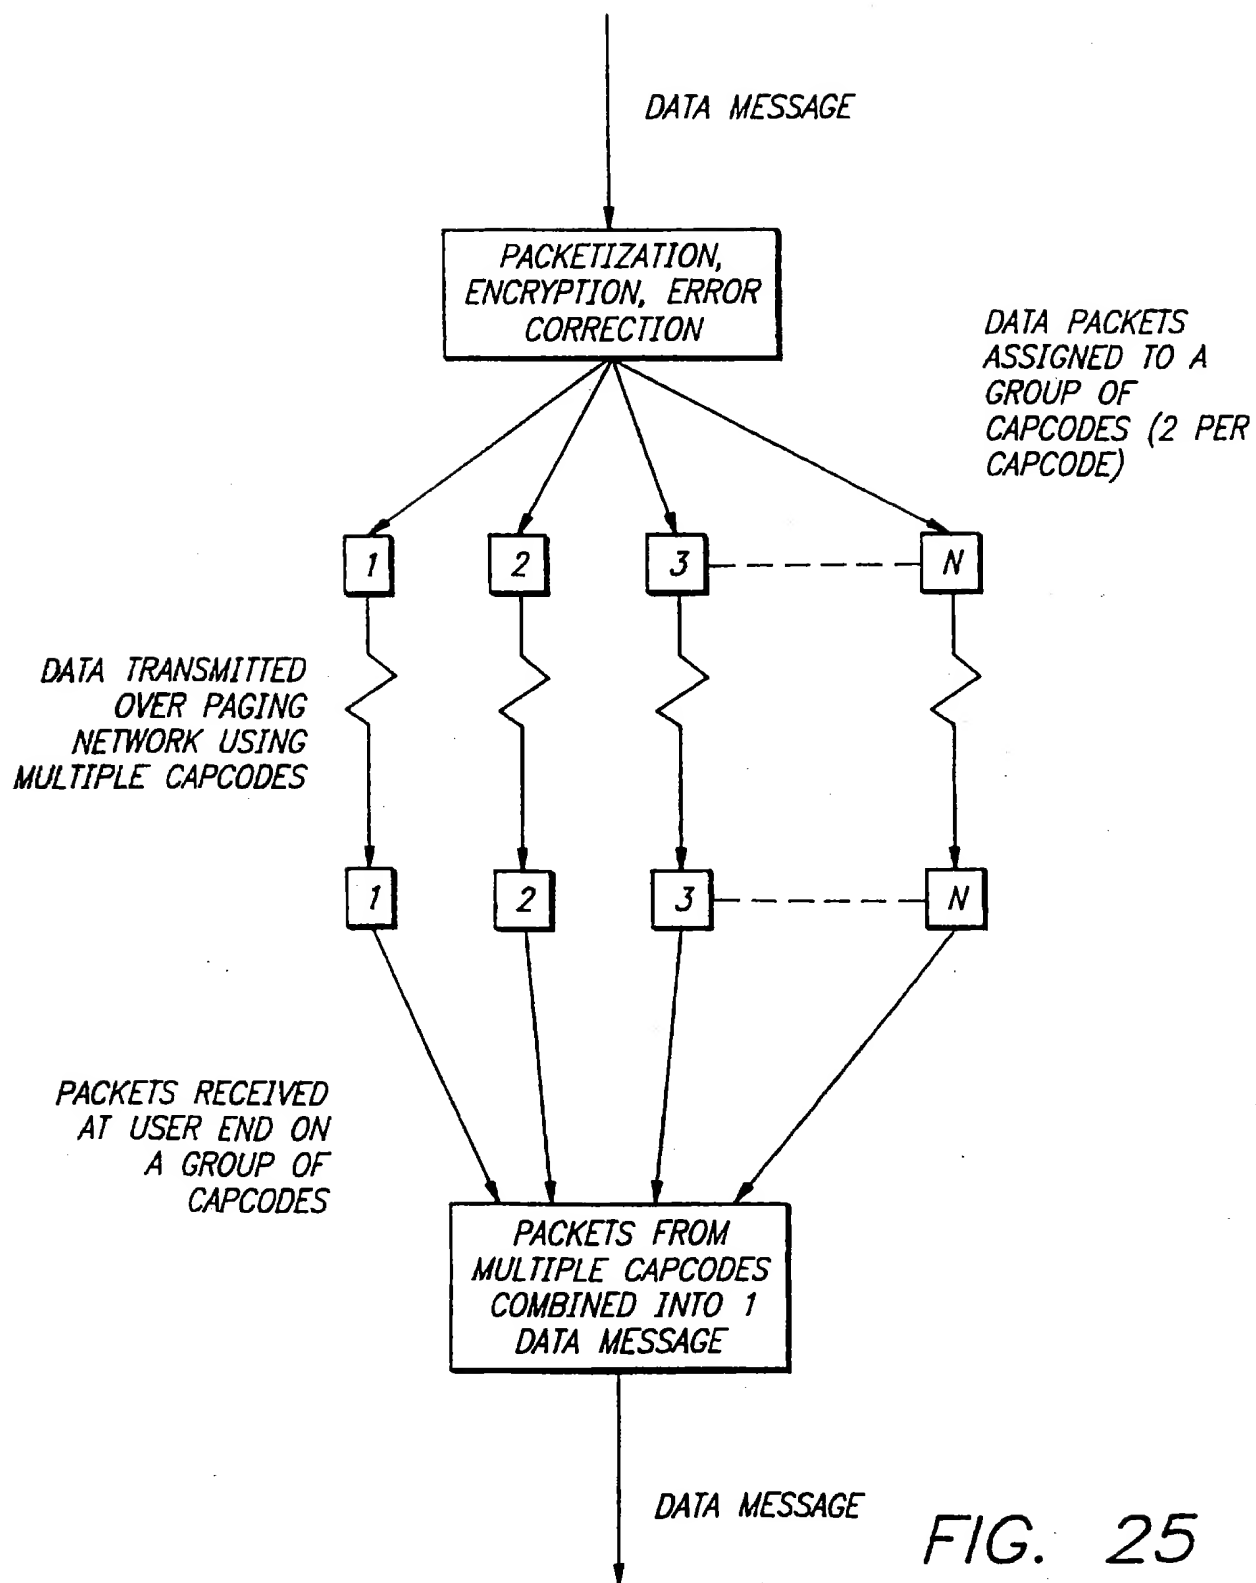 DATA MESSAGE
PACKETIZATION,
ENCRYPTION, ERROR
CORRECTION
DATA PACKETS
ASSIGNED TO A
GROUP OF
CAPCODES (2 PER
CAPCODE)
1
2
3
N
DATA TRANSMITTED
OVER PAGING
NETWORK USING
MULTIPLE CAPCODES
1
2
3
N
PACKETS RECEIVED
AT USER END ON
A GROUP OF
CAPCODES
PACKETS FROM
MULTIPLE CAPCODES
COMBINED INTO 1
DATA MESSAGE
DATA MESSAGE
FIG. 25